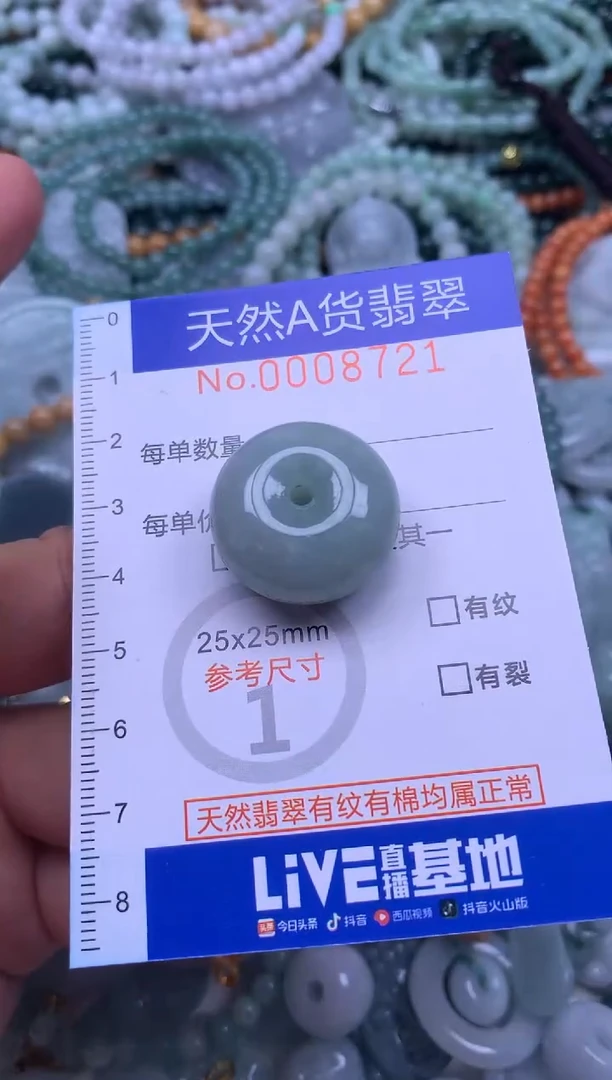 0
天然A货翡翠
No.0008721
1
2
每单数量
3
每单价
其一
4
有纹
25x25mm
5
参考尺寸
有裂
1
6
天然翡翠有纹有棉均属正常
7
LiVE直播基地
8
头条 今日头条 抖音 西瓜视频 抖音火山版